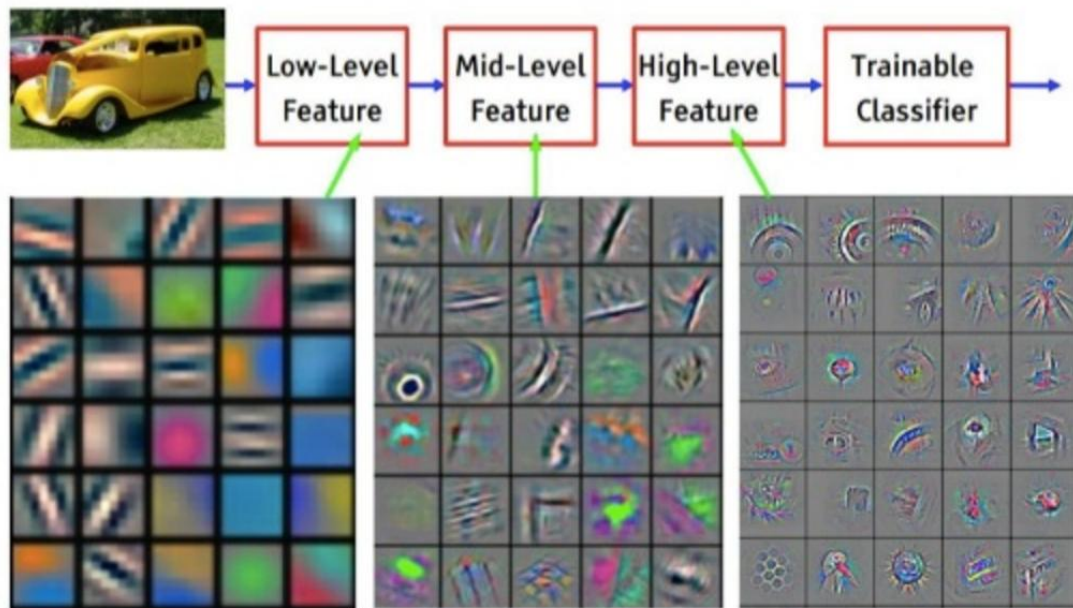 Low-Level
Feature
Mid-Level
Feature
High-Level
Feature
Trainable
Classifier